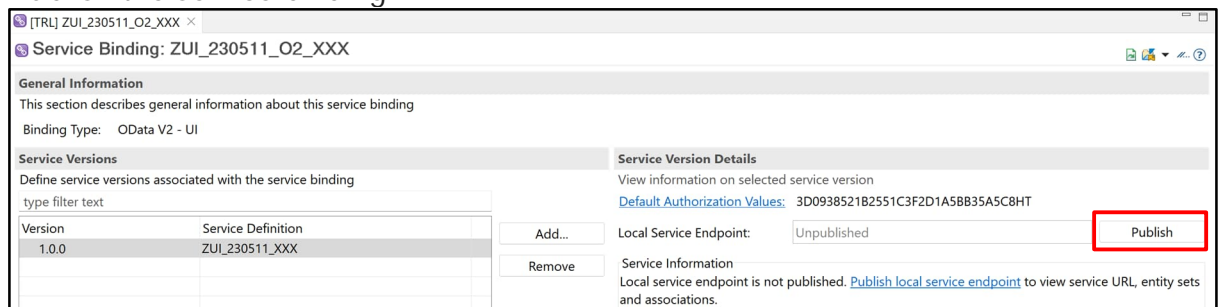 [TRL] ZUI_230511_O2_XXX
Service Binding: ZUI_230511_O2_XXX
General Information
This section describes general information about this service binding
Binding Type: OData V2 - UI
Service Versions
Define service versions associated with the service binding
type filter text
Version Service Definition
1.0.0 ZUI_230511_XXX
Add...
Remove
Service Version Details
View information on selected service version
Default Authorization Values: 3D0938521B2551C3F2D1A5BB35A5C8HT
Local Service Endpoint: Unpublished Publish
Service Information
Local service endpoint is not published. Publish local service endpoint to view service URL, entity sets
and associations.